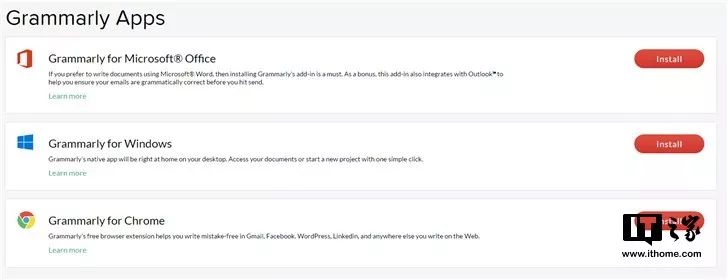 Grammarly Apps
Grammarly for Microsoft® Office
Install
If you prefer to write documents using Microsoft® Word, then installing Grammarly's add-in is a must. As a bonus, this add-in also integrates with Outlook™ to
help you ensure your emails are grammatically correct before you hit send.
Learn more
Grammarly for Windows
Install
Grammarly's native app will be right at home on your desktop. Access your documents or start a new project with one simple click.
Learn more
Grammarly for Chrome
Install
Grammarly's free browser extension helps you write mistake-free in Gmail, Facebook, WordPress, Linkedin, and anywhere else you write on the Web.
Learn more
IT之家
www.ithome.com